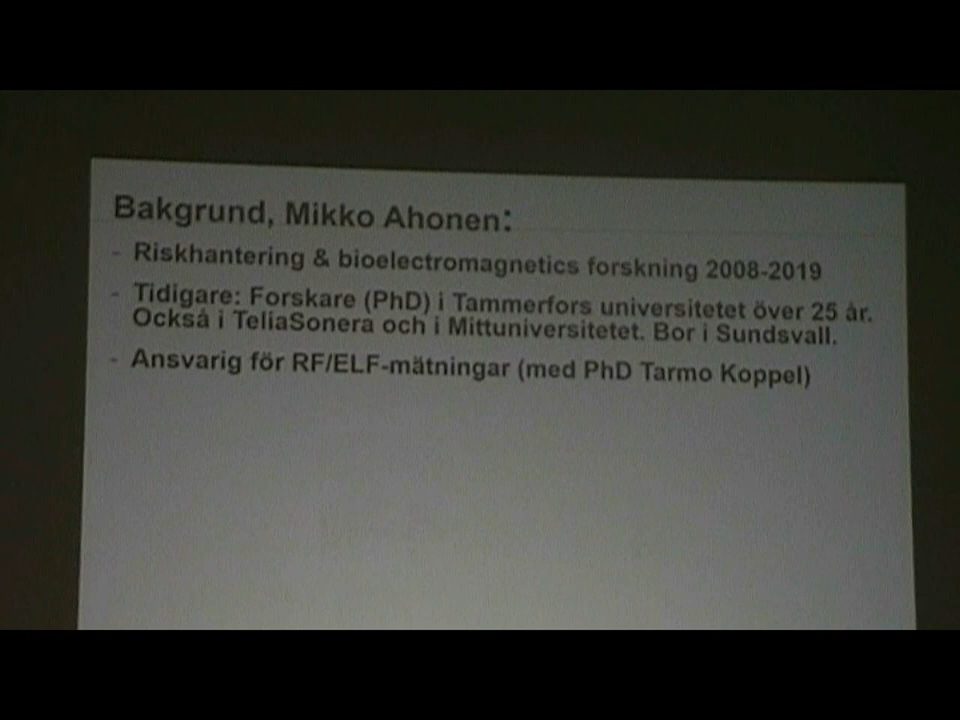 Bakgrund, Mikko Ahonen:
- Riskhantering & bioelectromagnetics forskning 2008-2019
- Tidigare: Forskare (PhD) i Tammerfors universitetet över 25 år.
Också i TeliaSonera och i Mittuniversitetet. Bor i Sundsvall.
- Ansvarig för RF/ELF-mätningar (med PhD Tarmo Koppel)